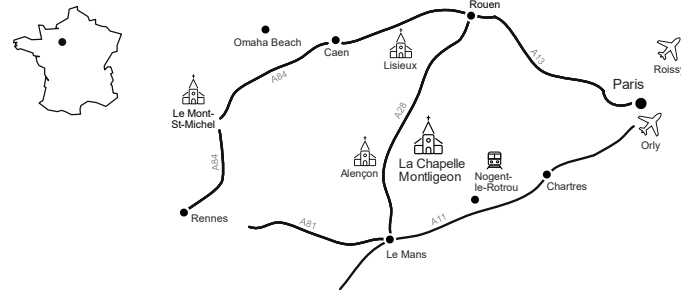 Rouen
Omaha Beach
Caen
Lisieux
A13
Roissy
A84
Paris
Le Mont-
St-Michel
A28
Orly
A84
Alençon
La Chapelle
Montligeon
Nogent-
le-Rotrou
Chartres
Rennes
A81
A11
Le Mans